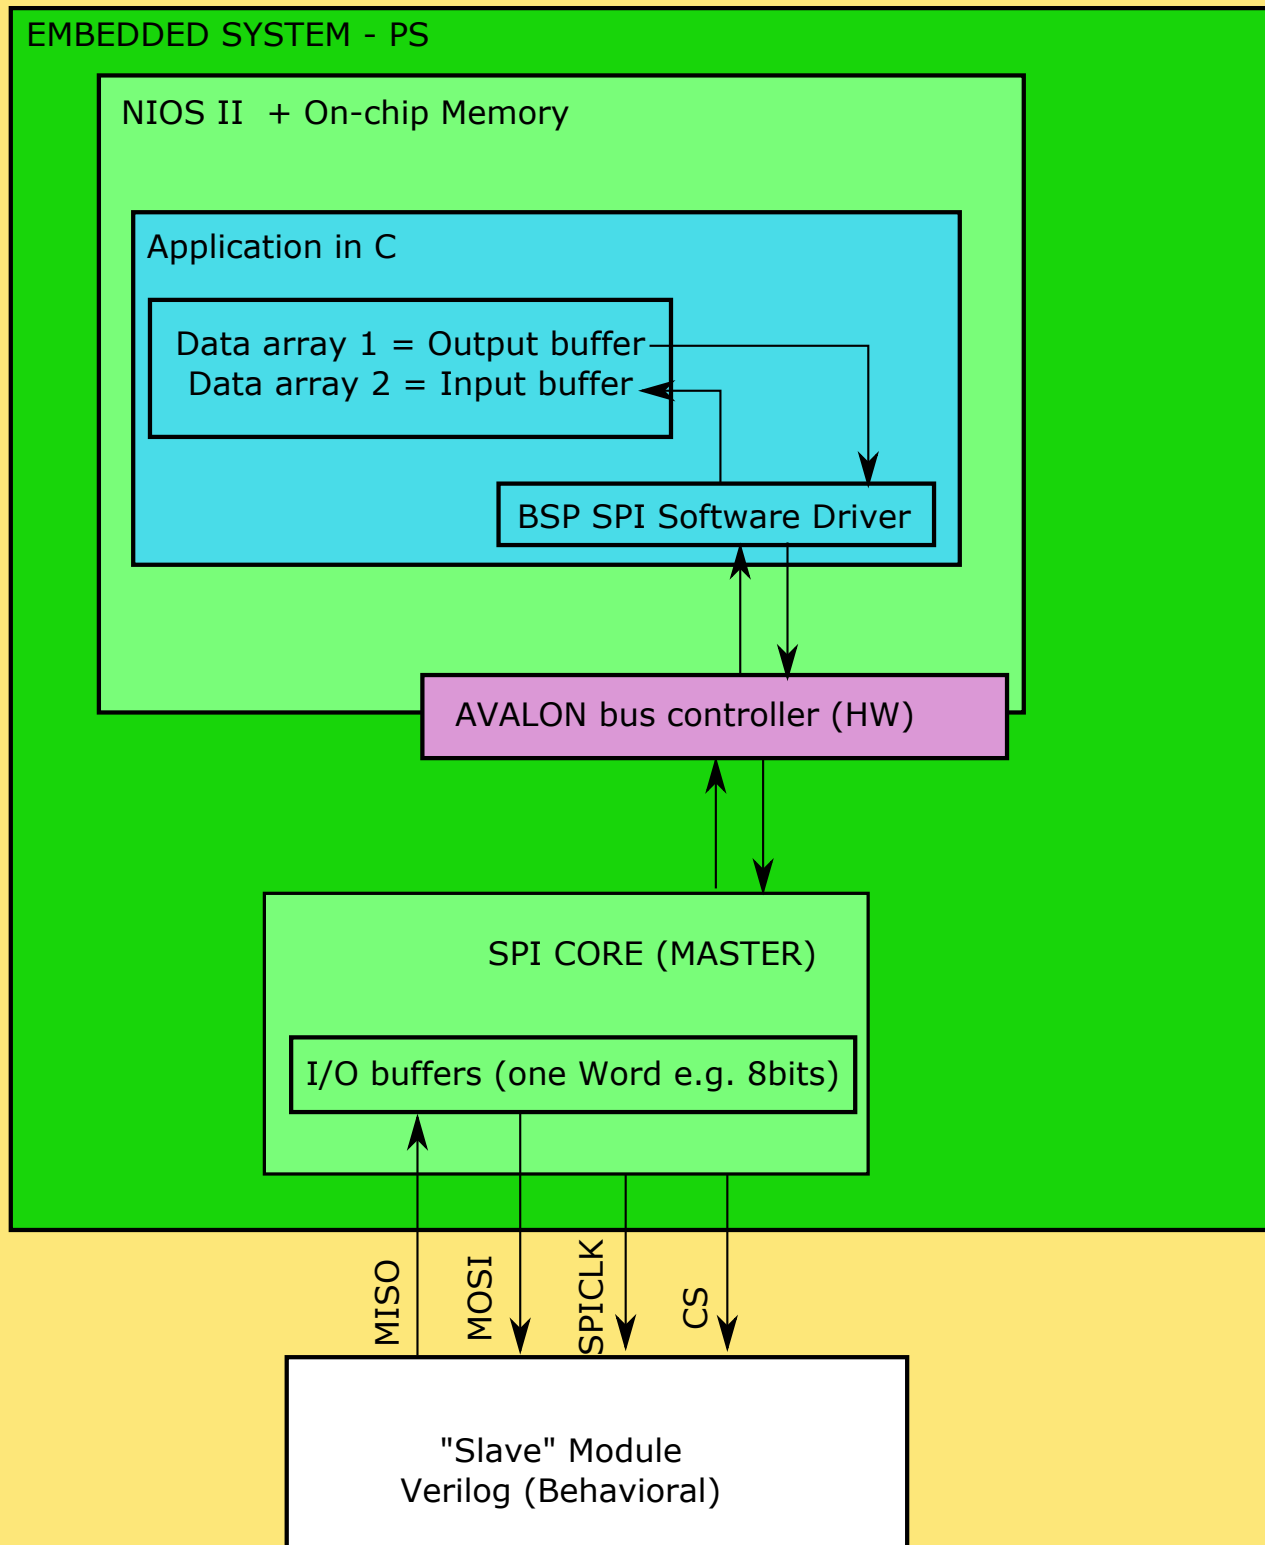 EMBEDDED SYSTEM - PS
NIOS II  + On-chip Memory
Application in C
Data array 1 = Output buffer
Data array 2 = Input buffer
BSP SPI Software Driver
AVALON bus controller (HW)
SPI CORE (MASTER)
I/O buffers (one Word e.g. 8bits)
MISO
MOSI
SPICLK
CS
"Slave" Module
Verilog (Behavioral)